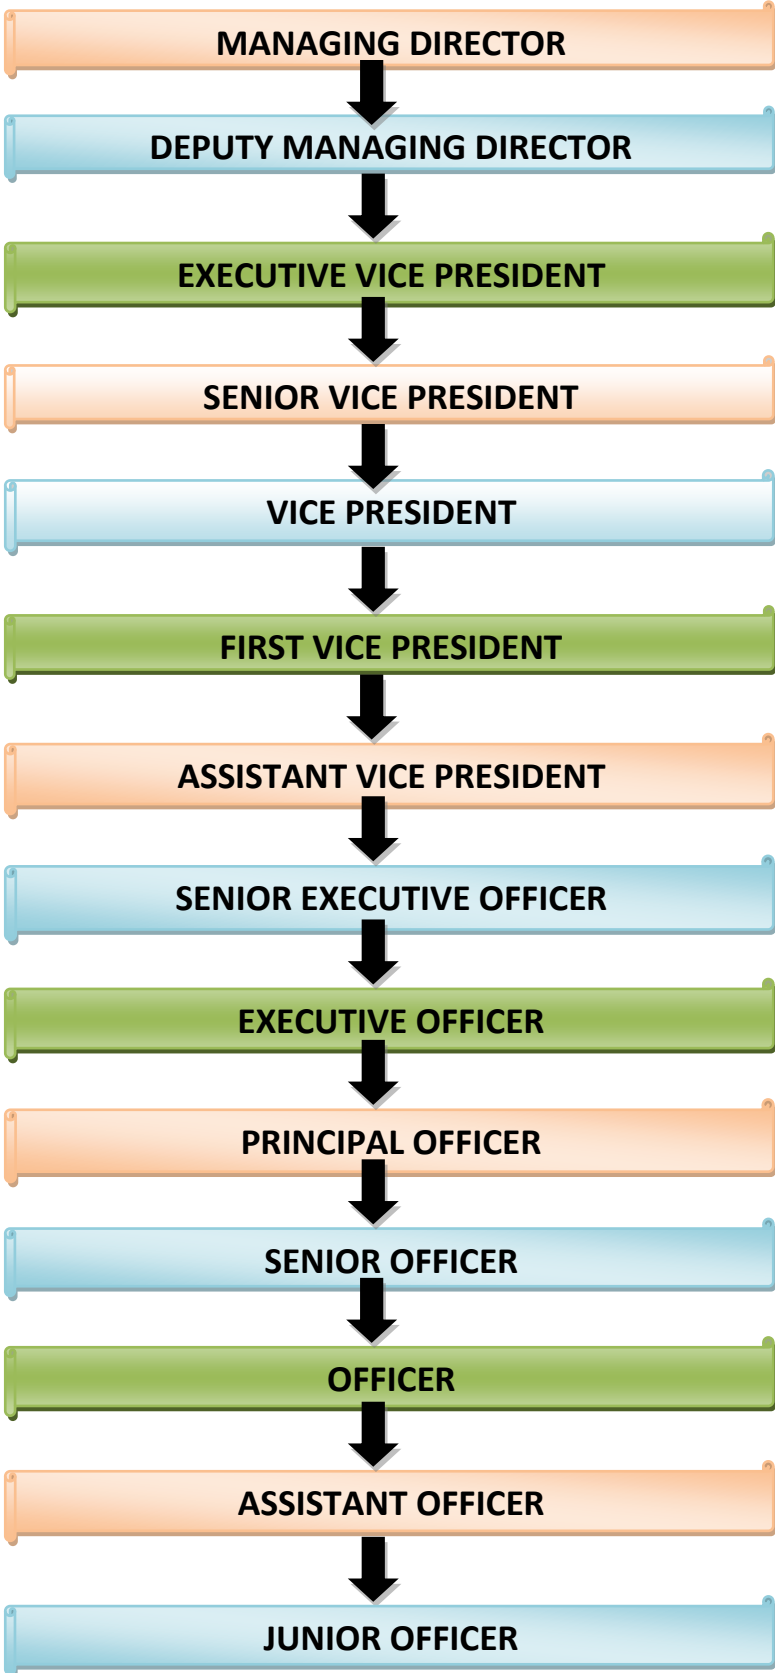 MANAGING DIRECTOR
DEPUTY MANAGING DIRECTOR
EXECUTIVE VICE PRESIDENT
SENIOR VICE PRESIDENT
VICE PRESIDENT
FIRST VICE PRESIDENT
ASSISTANT VICE PRESIDENT
SENIOR EXECUTIVE OFFICER
EXECUTIVE OFFICER
PRINCIPAL OFFICER
SENIOR OFFICER
OFFICER
ASSISTANT OFFICER
JUNIOR OFFICER